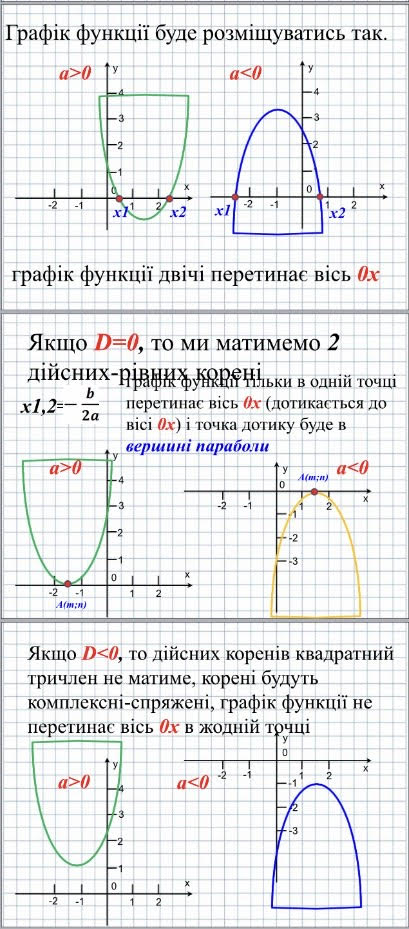 Графік функції буде розміщуватись так.
a>0
a<0
y
4
3
2
1
0
-2
-1
1
2
x
x1
x2
y
4
3
2
1
-2
-1
0
1
2
x
x1
x2
графік функції двічі перетинає вісь 0x
Якщо D=0, то ми матимемо 2
дійсних-рівних корені
x1,2=− b/2a
Графік функції тільки в одній точці
перетинає вісь 0x (дотикається до
вісі 0x) і точка дотику буде в
вершині параболи
a>0
y
4
3
2
1
0
-2
-1
1
2
x
A(m;n)
a<0
y
A(m;n)
0
-2
-1
2
x
-1
-3
Якщо D<0, то дійсних коренів квадратний
тричлен не матиме, корені будуть
комплексні-спряжені, графік функції не
перетинає вісь 0x в жодній точці
a>0
y
4
3
2
1
0
-2
-1
1
2
x
a<0
y
0
-2
-1
1
2
x
-1
-2
-3